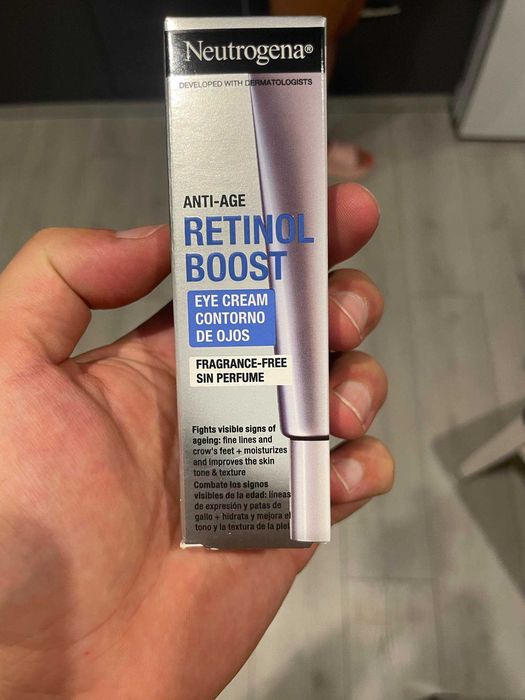 Neutrogena®
DEVELOPED WITH DERMATOLOGISTS
ANTI-AGE
RETINOL
BOOST
EYE CREAM
CONTORNO
DE OJOS
FRAGRANCE-FREE
SIN PERFUME
Fights visible signs of
ageing: fine lines and
crow's feet + moisturizes
and improves the skin
tone & texture
Combate los signos
visibles de la edad: líneas
de expresión y patas de
gallo + hidrata y mejora el
tono y la textura de la piel